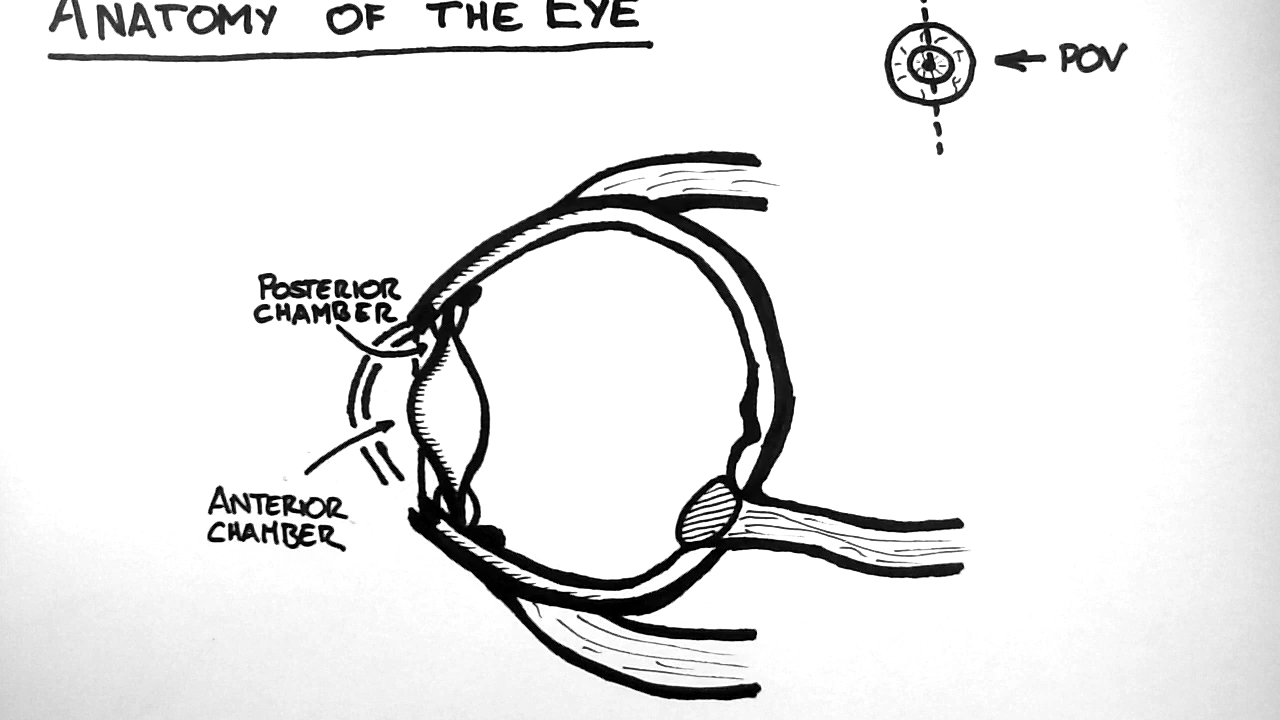 ANATOMY OF THE EYE
POV
POSTERIOR
CHAMBER
ANTERIOR
CHAMBER